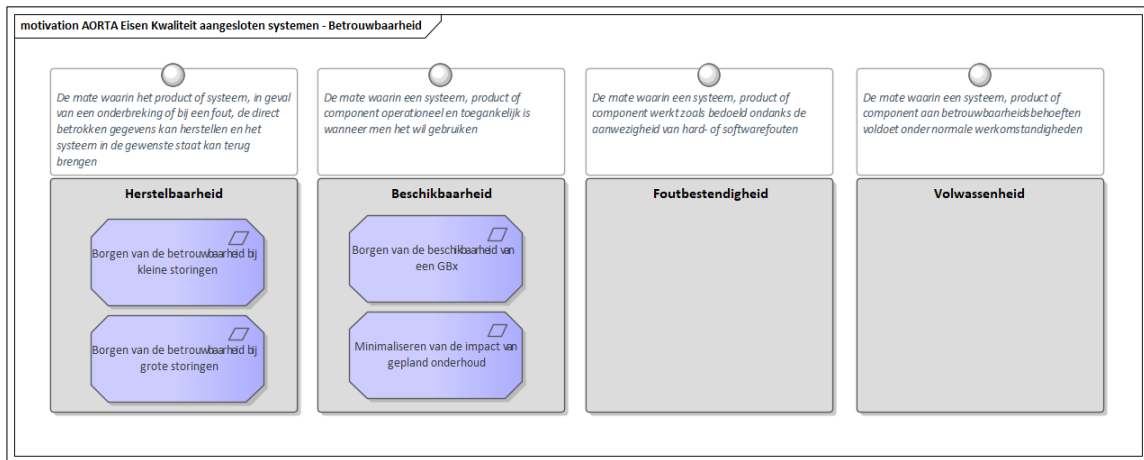 motivation AORTA Eisen Kwaliteit aangesloten systemen - Betrouwbaarheid
De mate waarin het product of systeem, in geval
van een onderbreking of bij een fout, de direct
betrokken gegevens kan herstellen en het
systeem in de gewenste staat kan terug
brengen
Herstelbaarheid
Borgen van de betrouwbaarheid bij
kleine storingen
Borgen van de betrouwbaarheid bij
grote storingen
De mate waarin een systeem, product of
component operationeel en toegankelijk is
wanneer men het wil gebruiken
Beschikbaarheid
Borgen van de beschikbaarheid van
een GBx
Minimaliseren van de impact van
gepland onderhoud
De mate waarin een systeem, product of
component werkt zoals bedoeld ondanks de
aanwezigheid van hard- of softwarefouten
Foutbestendigheid
De mate waarin een systeem, product of
component aan betrouwbaarheidsbehoeften
voldoet onder normale werkomstandigheden
Volwassenheid